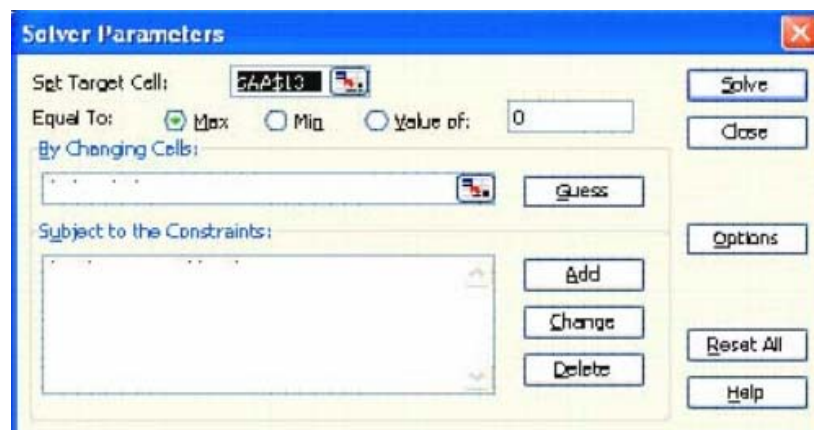 Solver Parameters
Set Target Cell:
Solve
Equal To: Max Min Value of: 0
Close
By Changing Cells:
Guess
Subject to the Constraints:
Options
Add
Change
Reset All
Delete
Help